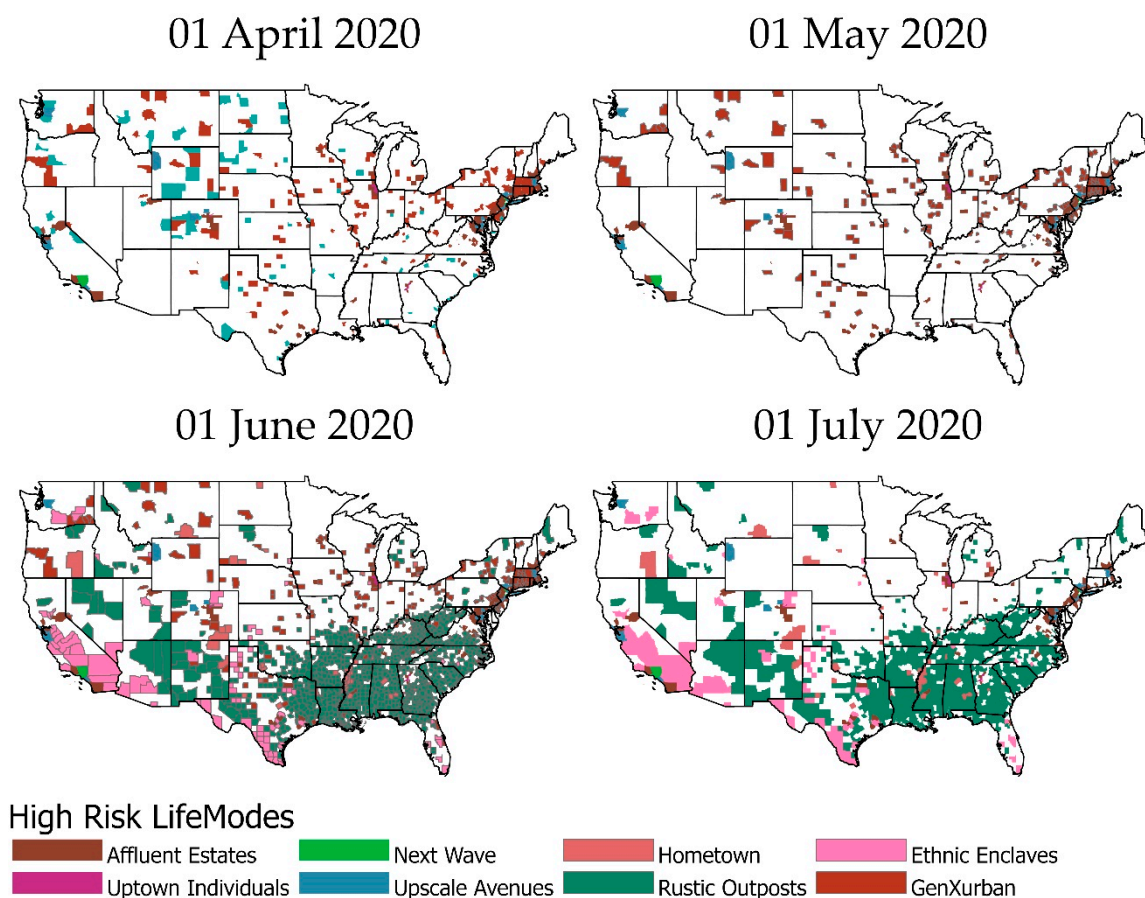 01 April 2020
01 May 2020
01 June 2020
01 July 2020
High Risk LifeModes
Affluent Estates
Next Wave
Hometown
Ethnic Enclaves
Uptown Individuals
Upscale Avenues
Rustic Outposts
GenXurban